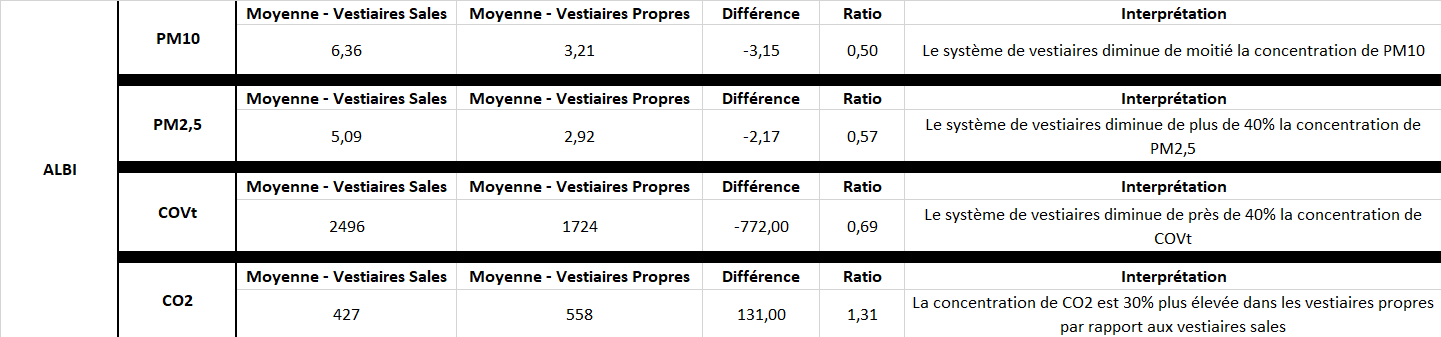 Moyenne - Vestiaires Sales Moyenne - Vestiaires Propres Différence Ratio Interprétation
PM10
6,36 3,21 -3,15 0,50 Le système de vestiaires diminue de moitié la concentration de PM10
Moyenne - Vestiaires Sales Moyenne - Vestiaires Propres Différence Ratio Interprétation
PM2,5
5,09 2,92 -2,17 0,57 Le système de vestiaires diminue de plus de 40% la concentration de
PM2,5
ALBI
Moyenne - Vestiaires Sales Moyenne - Vestiaires Propres Différence Ratio Interprétation
COVt
2496 1724 -772,00 0,69 Le système de vestiaires diminue de près de 40% la concentration de
COVt
Moyenne - Vestiaires Sales Moyenne - Vestiaires Propres Différence Ratio Interprétation
CO2
427 558 131,00 1,31 La concentration de CO2 est 30% plus élevée dans les vestiaires propres
par rapport aux vestiaires sales